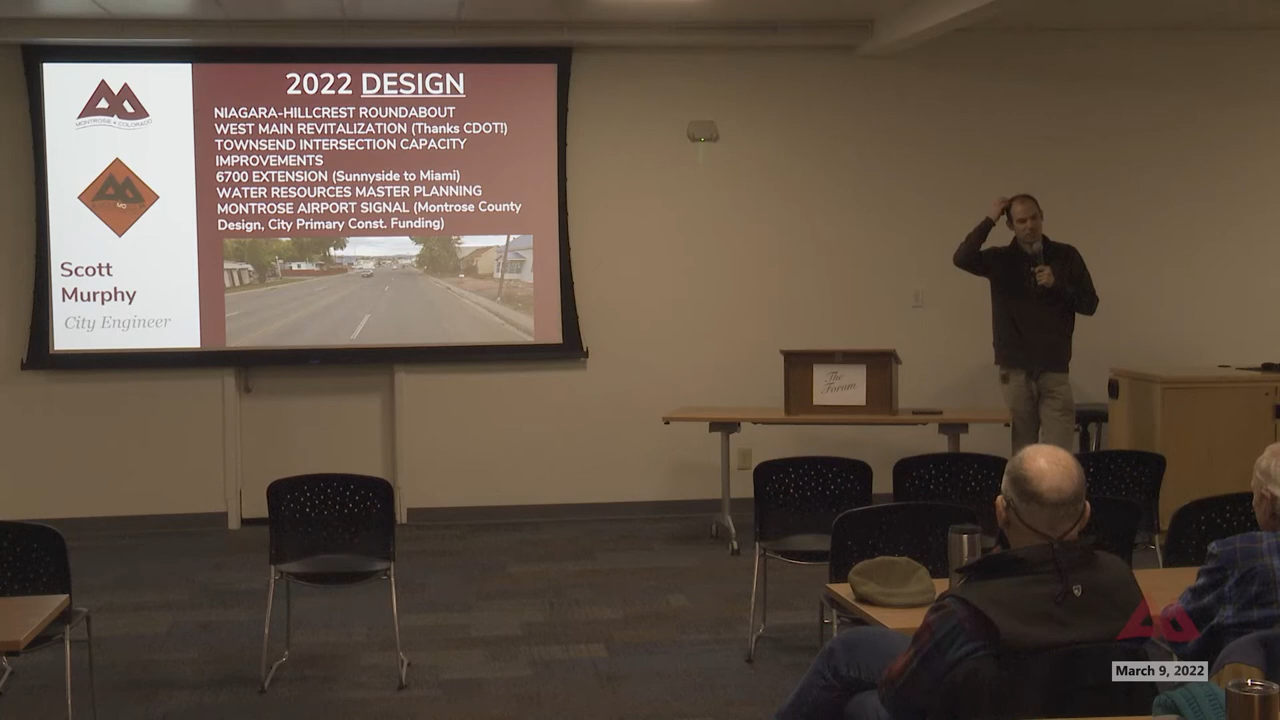 2022 DESIGN
NIAGARA-HILLCREST ROUNDABOUT
WEST MAIN REVITALIZATION (Thanks CDOT!)
TOWNSEND INTERSECTION CAPACITY
IMPROVEMENTS
6700 EXTENSION (Sunnyside to Miami)
WATER RESOURCES MASTER PLANNING
MONTROSE AIRPORT SIGNAL (Montrose County
Design, City Primary Const. Funding)
MONTROSE • COLORADO
Scott
Murphy
City Engineer
The
Forum
March 9, 2022